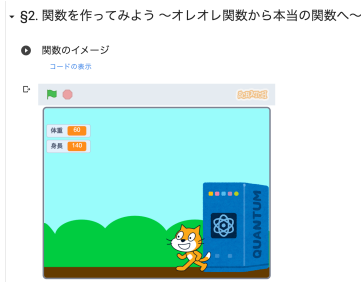 §2. 関数を作ってみよう ～オレオレ関数から本当の関数へ～
関数のイメージ
コードの表示
SCRATCH
体重 60
身長 140
QUANTUM